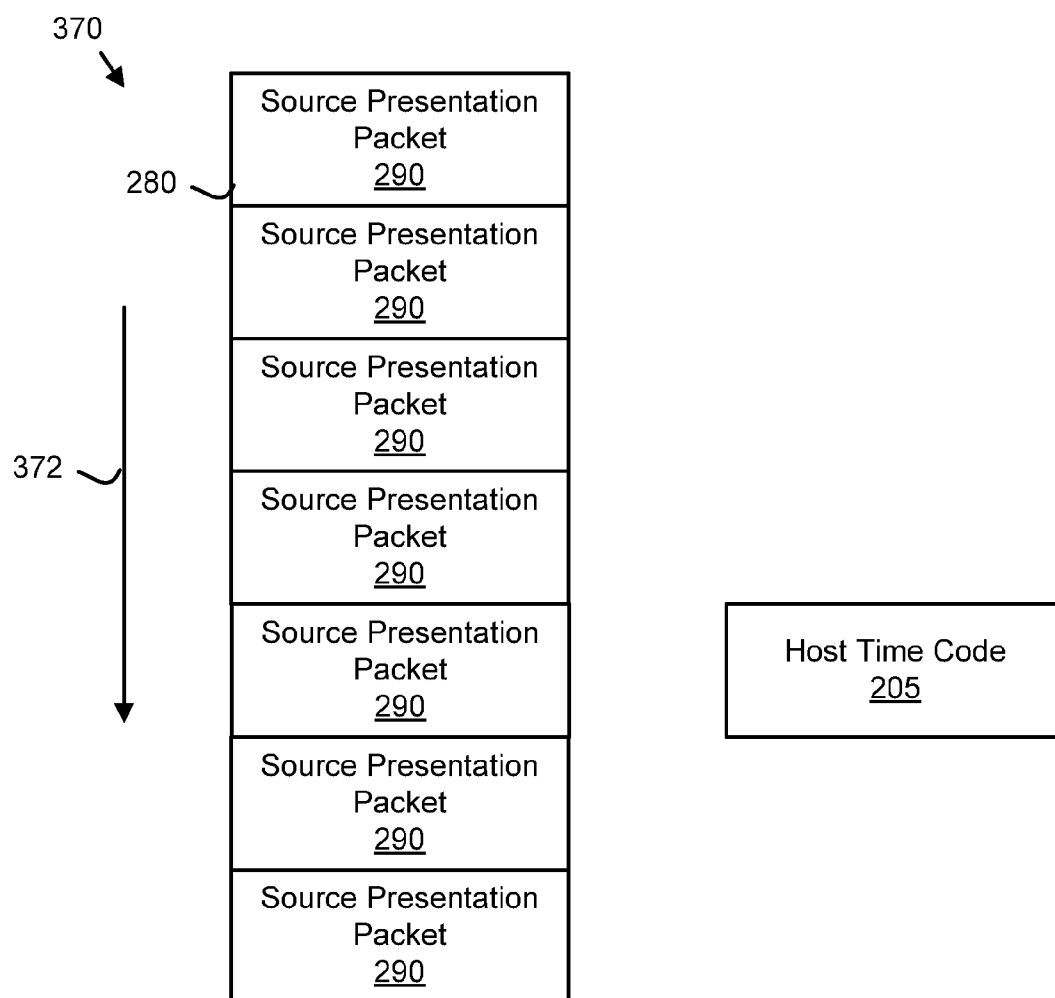 370
Source Presentation
Packet
290
280
Source Presentation
Packet
290
Source Presentation
Packet
290
372
Source Presentation
Packet
290
Source Presentation
Packet
290
Host Time Code
205
Source Presentation
Packet
290
Source Presentation
Packet
290